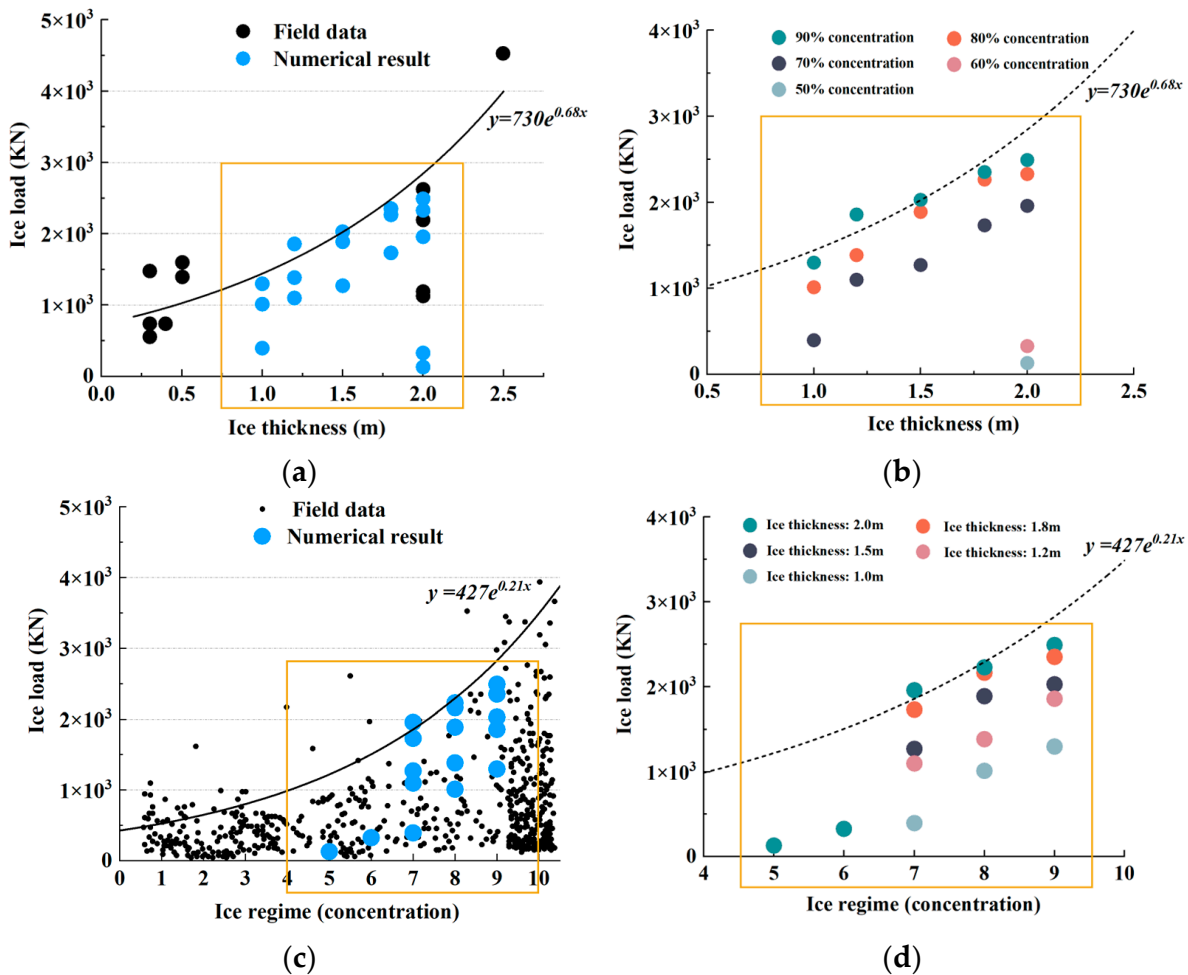 5×10³
4×10³
3×10³
2×10³
1×10³
0
Ice load (KN)
Field data
Numerical result
y=730e^0.68x
0.0 0.5 1.0 1.5 2.0 2.5
Ice thickness (m)
(a)
4×10³
3×10³
2×10³
1×10³
0
Ice load (KN)
90% concentration 80% concentration
70% concentration 60% concentration
50% concentration
y=730e^0.68x
0.5 1.0 1.5 2.0 2.5
Ice thickness (m)
(b)
5×10³
4×10³
3×10³
2×10³
1×10³
0
Ice load (KN)
Field data
Numerical result
y =427e^0.21x
0 1 2 3 4 5 6 7 8 9 10
Ice regime (concentration)
(c)
4×10³
3×10³
2×10³
1×10³
0
Ice load (KN)
Ice thickness: 2.0m Ice thickness: 1.8m
Ice thickness: 1.5m Ice thickness: 1.2m
Ice thickness: 1.0m
y =427e^0.21x
4 5 6 7 8 9 10
Ice regime (concentration)
(d)